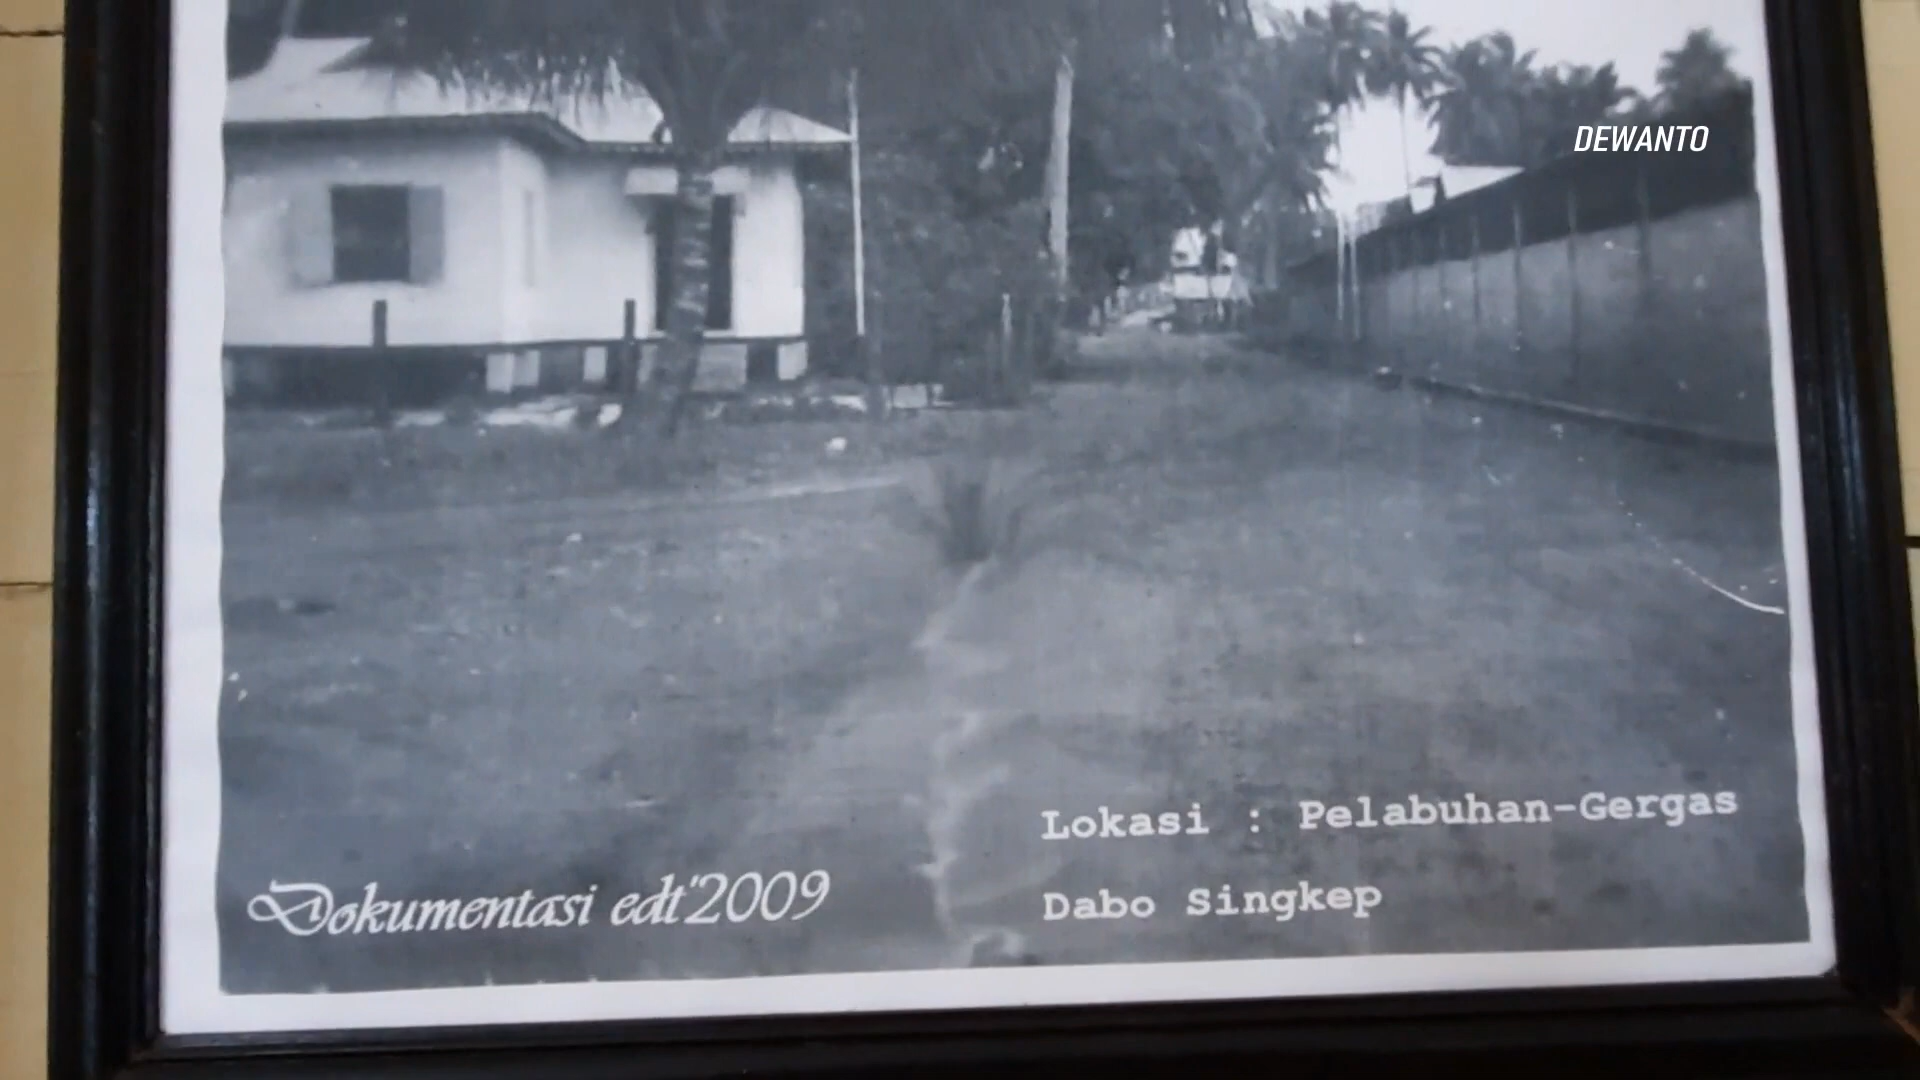 DEWANTO
Lokasi : Pelabuhan-Gergas
Dabo Singkep
Dokumentasi edt'2009